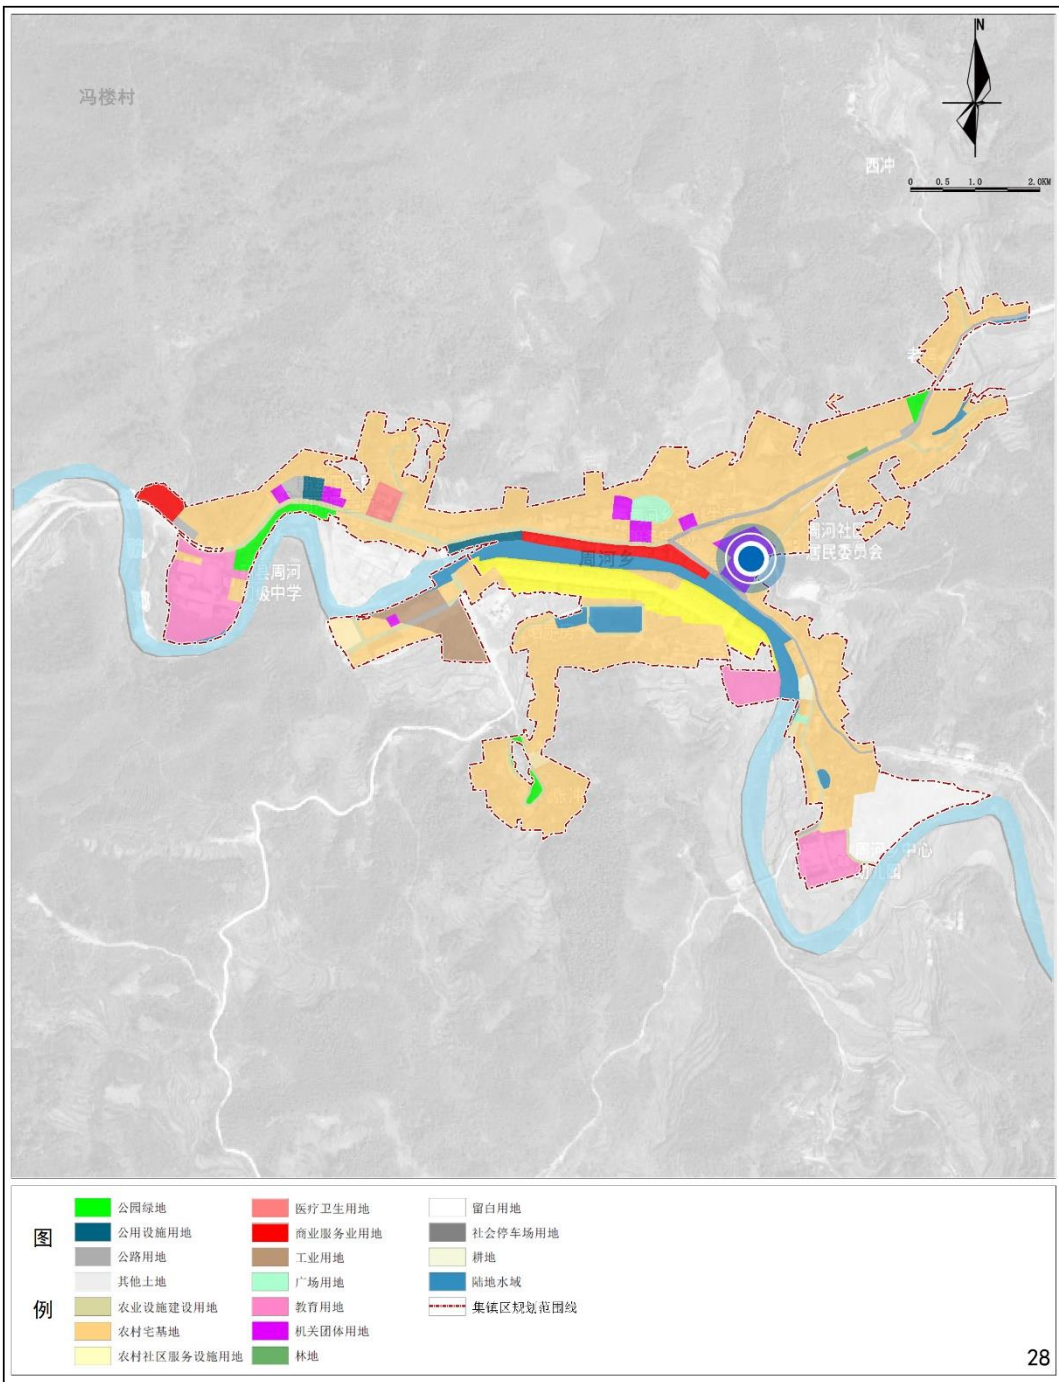 N
冯楼村
西冲
0 0.5 1.0 2.0KM
周河社区
居民委员会
周河乡
县周河
级中学
中心
图例
公园绿地
公用设施用地
公路用地
其他土地
农业设施建设用地
农村宅基地
农村社区服务设施用地
医疗卫生用地
商业服务业用地
工业用地
广场用地
教育用地
机关团体用地
林地
留白用地
社会停车场用地
耕地
陆地水域
集镇区规划范围线
28